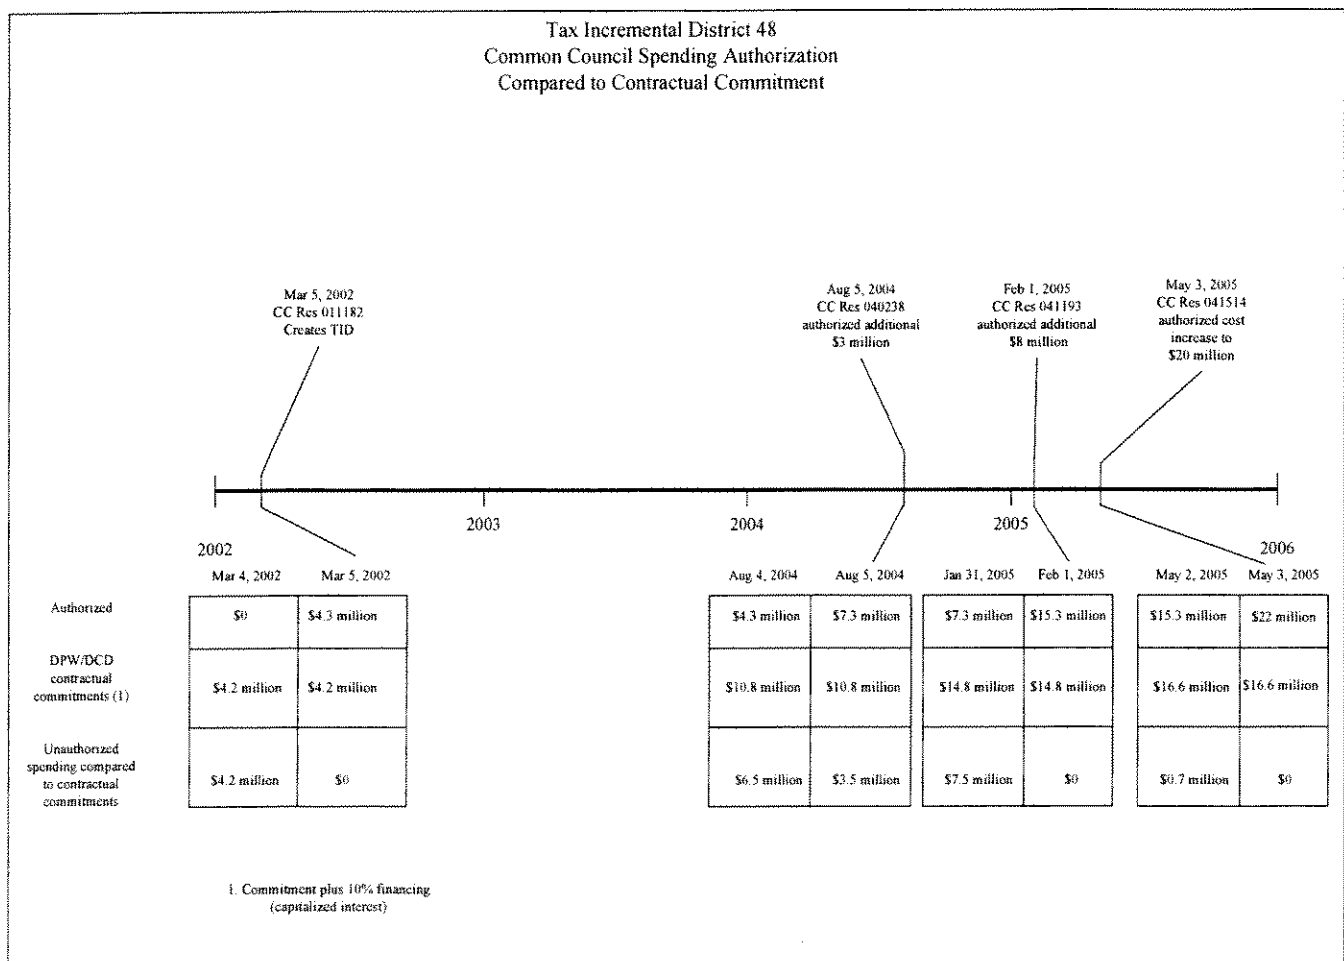 Tax Incremental District 48
Common Council Spending Authorization
Compared to Contractual Commitment
Mar 5, 2002
CC Res 011182
Creates TID
Aug 5, 2004
CC Res 040238
authorized additional
$3 million
Feb 1, 2005
CC Res 041193
authorized additional
$8 million
May 3, 2005
CC Res 041514
authorized cost
increase to
$20 million
2002
2003
2004
2005
2006
Mar 4, 2002 Mar 5, 2002 Aug 4, 2004 Aug 5, 2004 Jan 31, 2005 Feb 1, 2005 May 2, 2005 May 3, 2005
Authorized $0 $4.3 million $4.3 million $7.3 million $7.3 million $15.3 million $15.3 million $22 million
DPW/DCD
contractual
commitments (1) $4.2 million $4.2 million $10.8 million $10.8 million $14.8 million $14.8 million $16.6 million $16.6 million
Unauthorized
spending compared
to contractual
commitments $4.2 million $0 $6.5 million $3.5 million $7.5 million $0 $0.7 million $0
1. Commitment plus 10% financing
(capitalized interest)